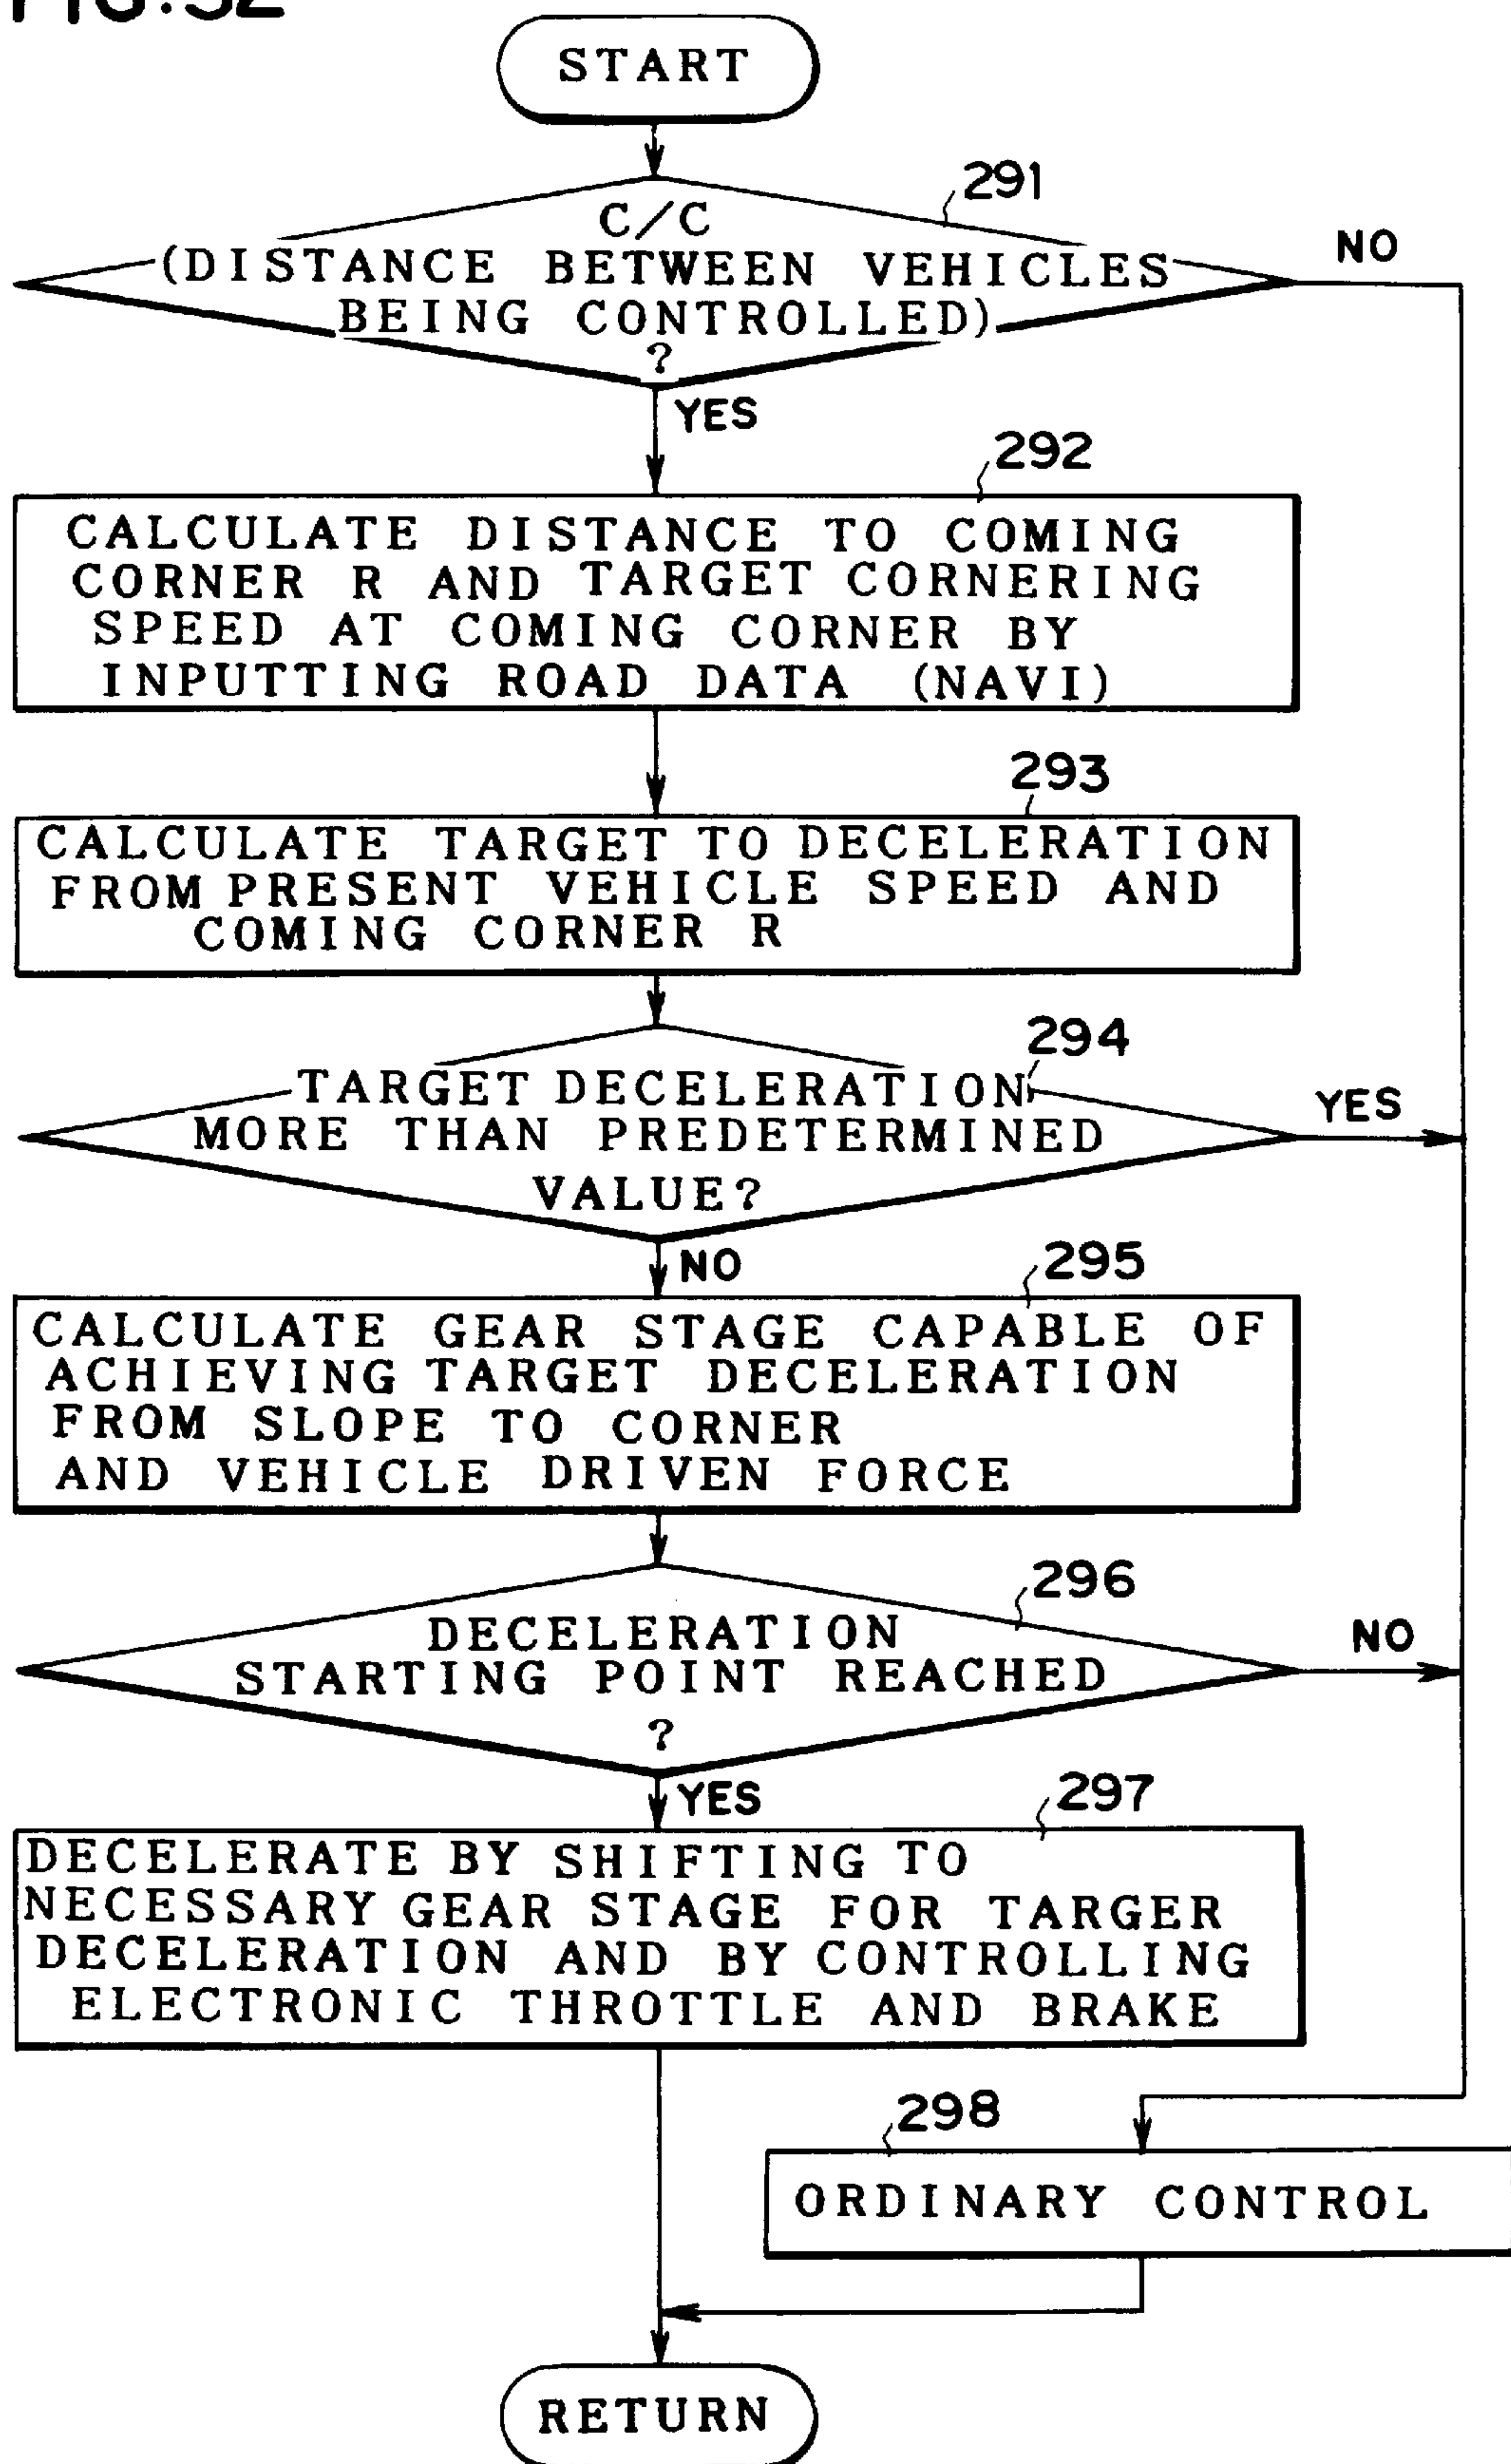 START
291
C/C
(DISTANCE BETWEEN VEHICLES
BEING CONTROLLED)
?
NO
YES
292
CALCULATE DISTANCE TO COMING
CORNER R AND TARGET CORNERING
SPEED AT COMING CORNER BY
INPUTTING ROAD DATA (NAVI)
293
CALCULATE TARGET TO DECELERATION
FROM PRESENT VEHICLE SPEED AND
COMING CORNER R
294
TARGET DECELERATION
MORE THAN PREDETERMINED
VALUE?
YES
NO
295
CALCULATE GEAR STAGE CAPABLE OF
ACHIEVING TARGET DECELERATION
FROM SLOPE TO CORNER
AND VEHICLE DRIVEN FORCE
296
DECELERATION
STARTING POINT REACHED
?
NO
YES
297
DECELERATE BY SHIFTING TO
NECESSARY GEAR STAGE FOR TARGER
DECELERATION AND BY CONTROLLING
ELECTRONIC THROTTLE AND BRAKE
298
ORDINARY CONTROL
RETURN